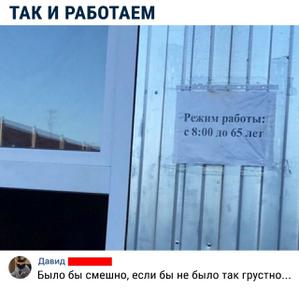 ТАК И РАБОТАЕМ
Режим работы:
с 8:00 до 65 лет
Давид
Было бы смешно, если бы не было так грустно...